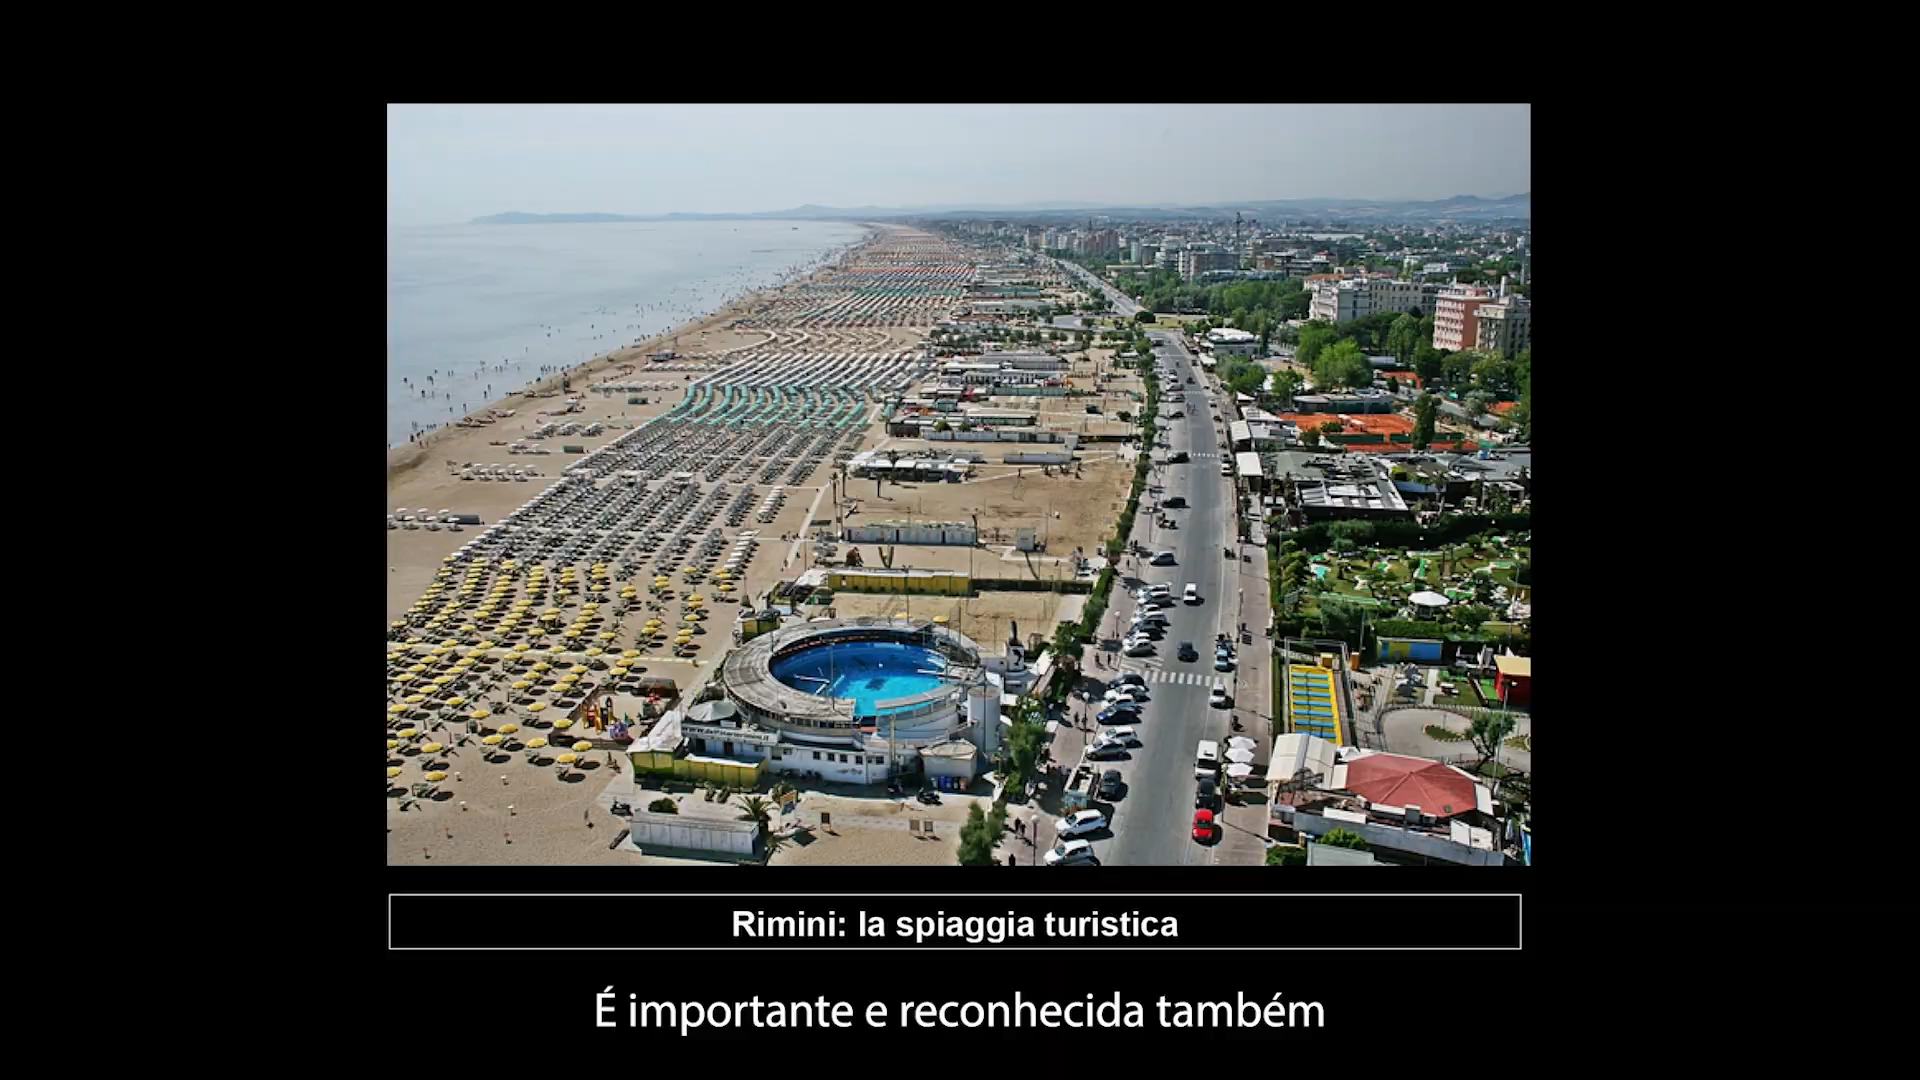 Rimini: la spiaggia turistica
É importante e reconhecida também